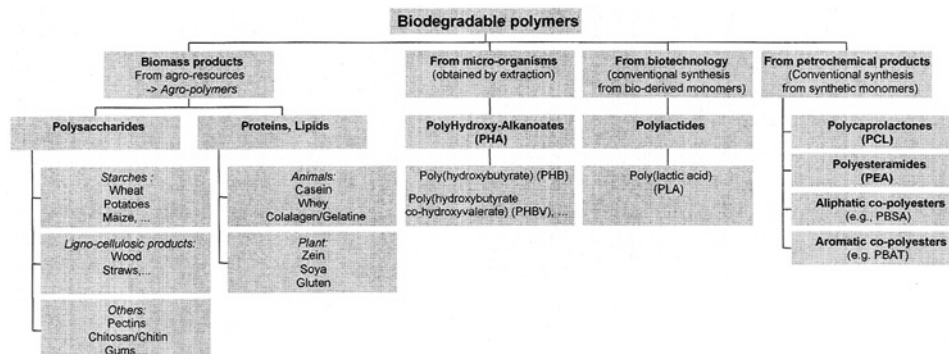 Biodegradable polymers
Biomass products
From agro-resources
-> Agro-polymers
From micro-organisms
(obtained by extraction)
From biotechnology
(conventional synthesis
from bio-derived monomers)
From petrochemical products
(Conventional synthesis
from synthetic monomers)
Polysaccharides
Proteins, Lipids
PolyHydroxy-Alkanoates
(PHA)
Polylactides
Polycaprolactones
(PCL)
Starches :
Wheat
Potatoes
Maize, ...
Animals:
Casein
Whey
Colalagen/Gelatine
Poly(hydroxybutyrate) (PHB)
Poly(hydroxybutyrate
co-hydroxyvalerate) (PHBV), ...
Poly(lactic acid)
(PLA)
Polyesteramides
(PEA)
Aliphatic co-polyesters
(e.g., PBSA)
Ligno-cellulosic products:
Wood
Straws,...
Plant:
Zein
Soya
Gluten
Aromatic co-polyesters
(e.g. PBAT)
Others:
Pectins
Chitosan/Chitin
Gums